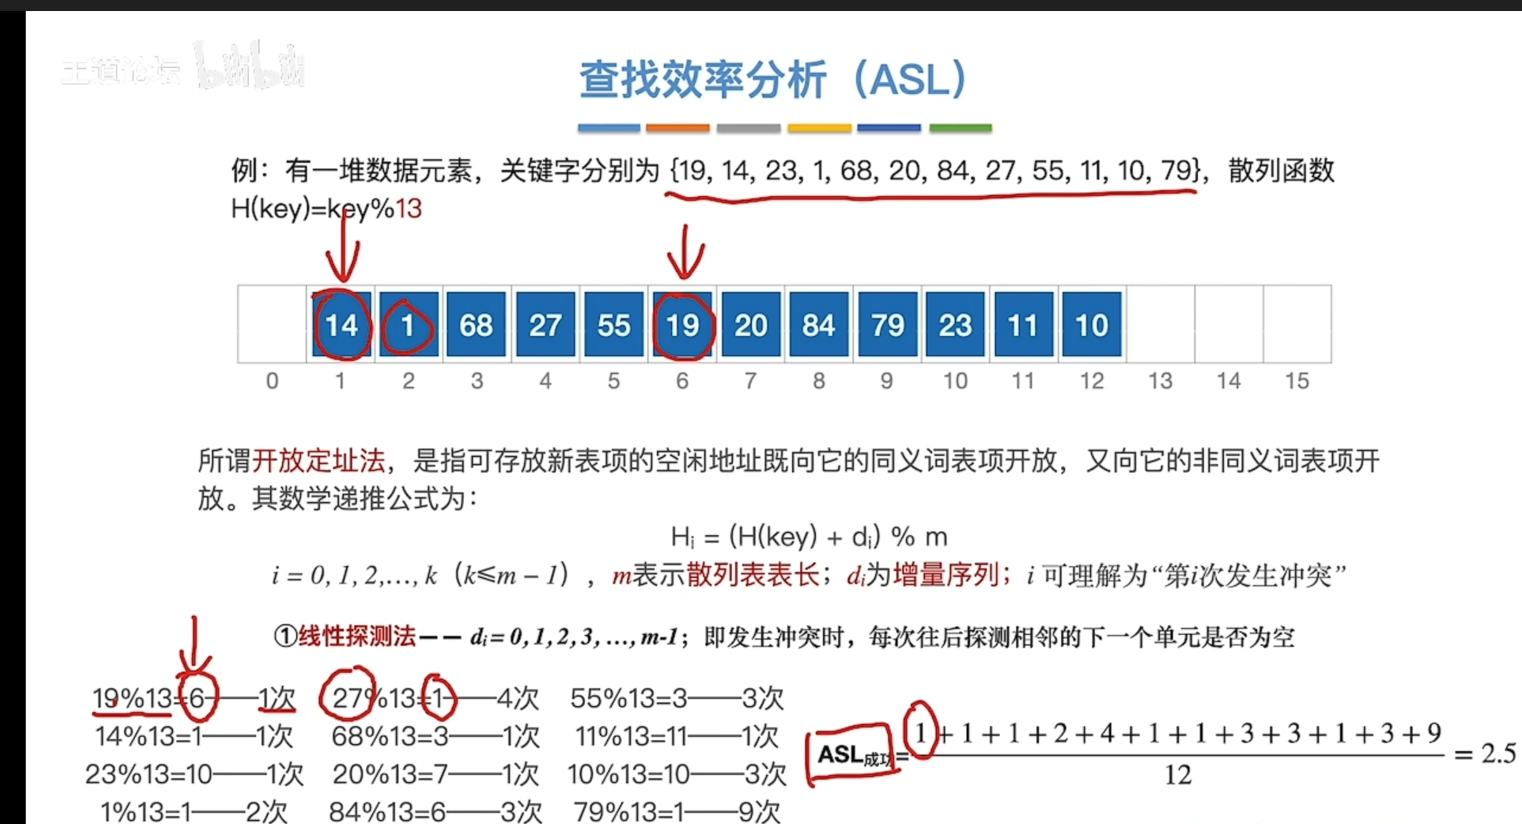 王道论坛 bilibili
查找效率分析（ASL）
例：有一堆数据元素，关键字分别为 {19, 14, 23, 1, 68, 20, 84, 27, 55, 11, 10, 79}，散列函数
H(key)=key%13
14 1 68 27 55 19 20 84 79 23 11 10
0 1 2 3 4 5 6 7 8 9 10 11 12 13 14 15
所谓开放定址法，是指可存放新表项的空闲地址既向它的同义词表项开放，又向它的非同义词表项开
放。其数学递推公式为：
Hᵢ = (H(key) + dᵢ) % m
i = 0, 1, 2,…, k（k≤m – 1），m表示散列表表长；dᵢ为增量序列；i 可理解为“第i次发生冲突”
①线性探测法—— dᵢ = 0, 1, 2, 3, …, m-1；即发生冲突时，每次往后探测相邻的下一个单元是否为空
19%13=6——1次 27%13=1——4次 55%13=3——3次
14%13=1——1次 68%13=3——1次 11%13=11——1次
23%13=10——1次 20%13=7——1次 10%13=10——3次
1%13=1——2次 84%13=6——3次 79%13=1——9次
1 + 1 + 1 + 2 + 4 + 1 + 1 + 3 + 3 + 1 + 3 + 9
ASL成功= = 2.5
12